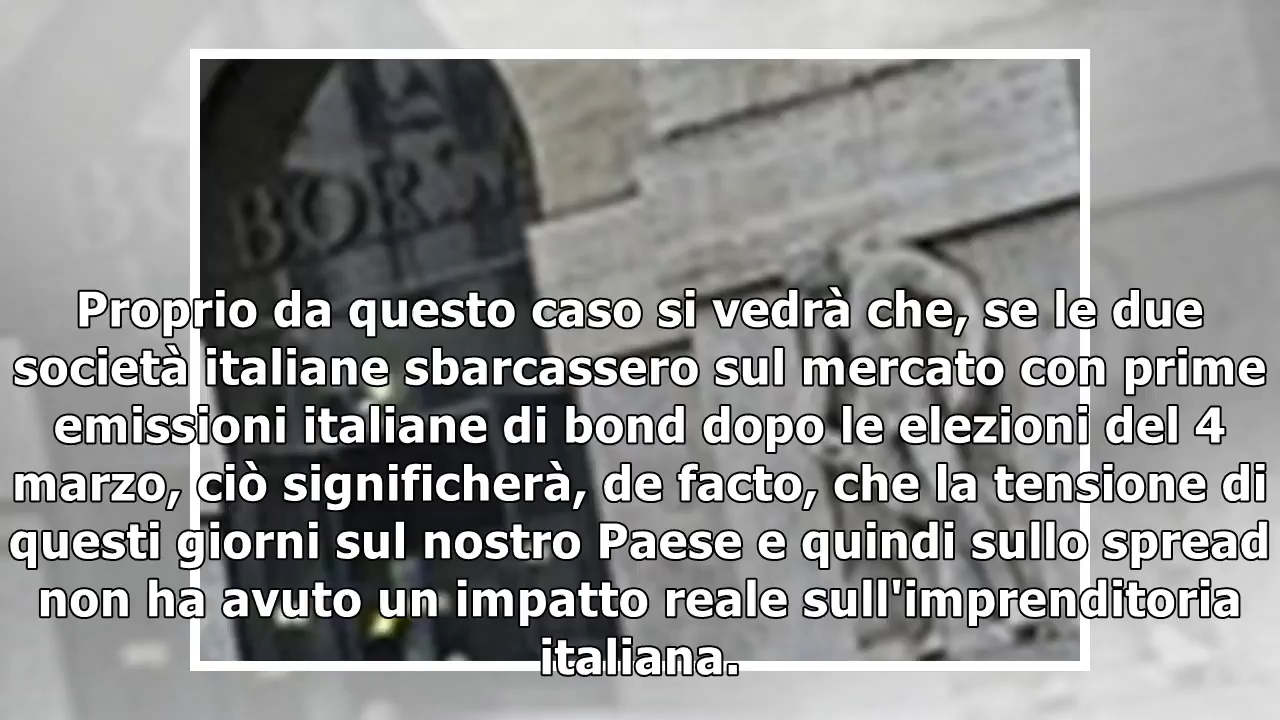 BORSA
Proprio da questo caso si vedrà che, se le due
società italiane sbarcassero sul mercato con prime
emissioni italiane di bond dopo le elezioni del 4
marzo, ciò significherà, de facto, che la tensione di
questi giorni sul nostro Paese e quindi sullo spread
non ha avuto un impatto reale sull'imprenditoria
italiana.